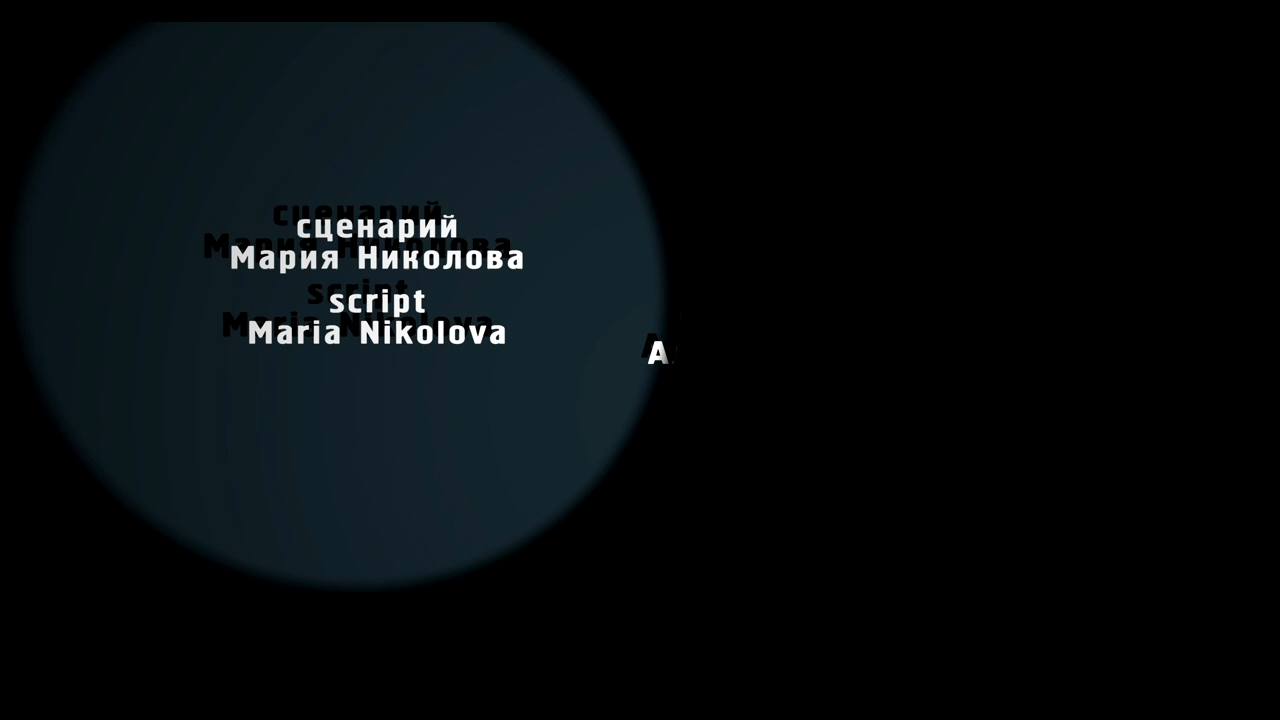 сценарий
Мария Николова
script
Maria Nikolova
A